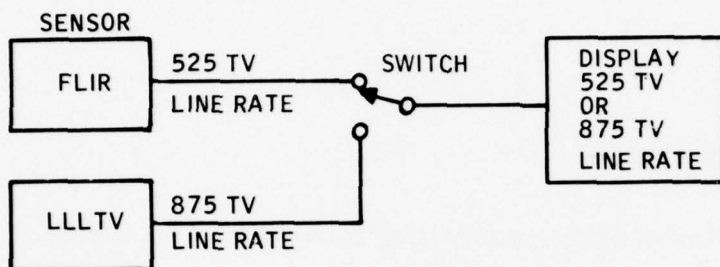 SENSOR
FLIR
525 TV
LINE RATE
SWITCH
DISPLAY
525 TV
OR
875 TV
LINE RATE
LLLTV
875 TV
LINE RATE